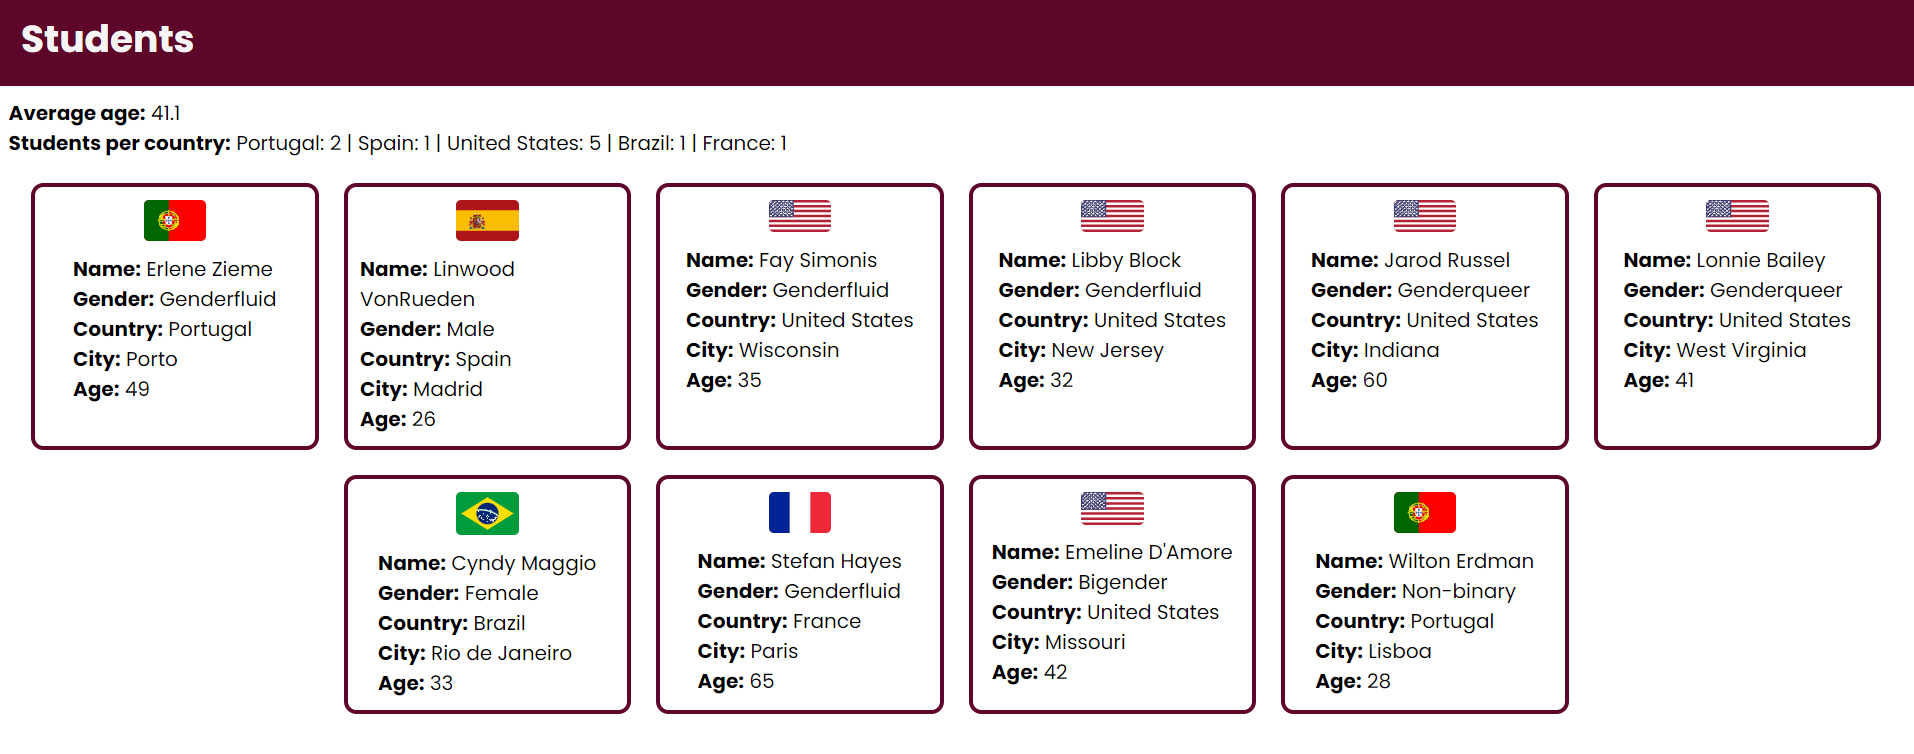 Students
Average age: 41.1
Students per country: Portugal: 2 | Spain: 1 | United States: 5 | Brazil: 1 | France: 1
Name: Erlene Zieme
Gender: Genderfluid
Country: Portugal
City: Porto
Age: 49
Name: Linwood
VonRueden
Gender: Male
Country: Spain
City: Madrid
Age: 26
Name: Fay Simonis
Gender: Genderfluid
Country: United States
City: Wisconsin
Age: 35
Name: Libby Block
Gender: Genderfluid
Country: United States
City: New Jersey
Age: 32
Name: Jarod Russel
Gender: Genderqueer
Country: United States
City: Indiana
Age: 60
Name: Lonnie Bailey
Gender: Genderqueer
Country: United States
City: West Virginia
Age: 41
Name: Cyndy Maggio
Gender: Female
Country: Brazil
City: Rio de Janeiro
Age: 33
Name: Stefan Hayes
Gender: Genderfluid
Country: France
City: Paris
Age: 65
Name: Emeline D'Amore
Gender: Bigender
Country: United States
City: Missouri
Age: 42
Name: Wilton Erdman
Gender: Non-binary
Country: Portugal
City: Lisboa
Age: 28